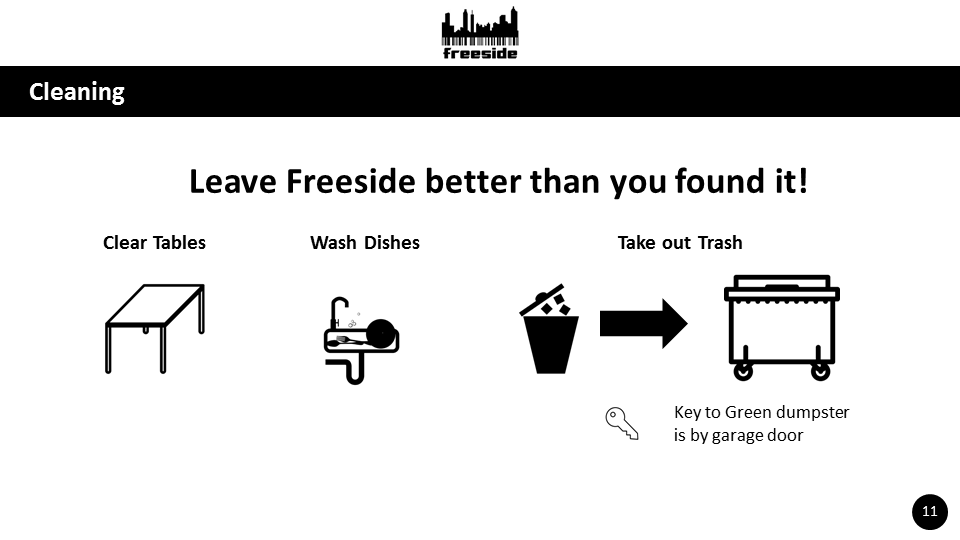 freeside
Cleaning
Leave Freeside better than you found it!
Clear Tables
Wash Dishes
Take out Trash
Key to Green dumpster
is by garage door
11